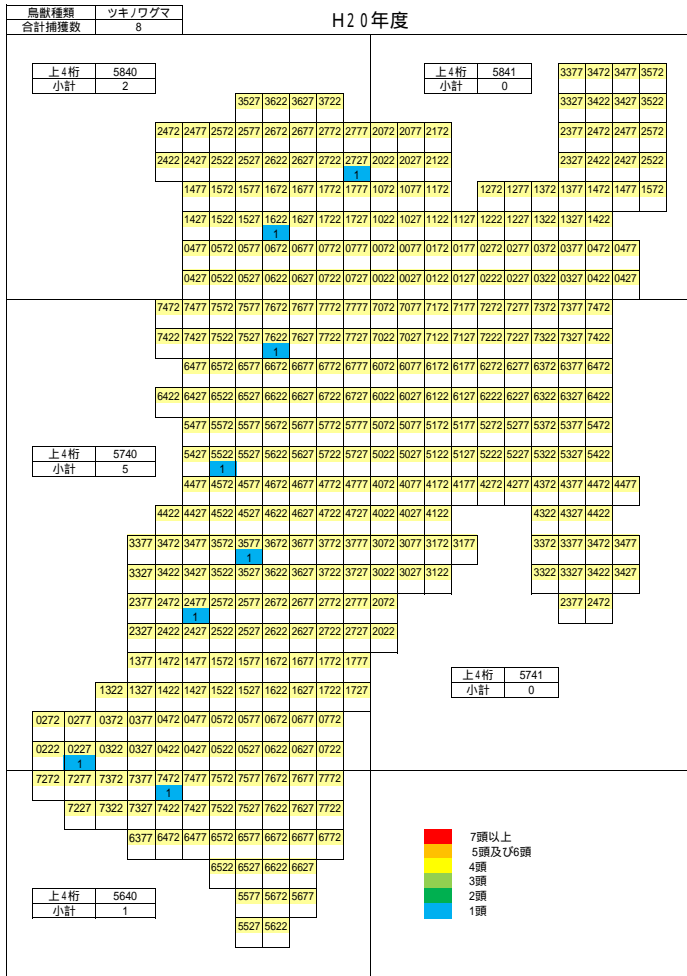 鳥獣種類 ツキノワグマ
合計捕獲数 8
H20年度
上4桁 5840
小計 2
上4桁 5841
小計 0
3377 3472 3477 3572
3527 3622 3627 3722 3327 3422 3427 3522
2472 2477 2572 2577 2672 2677 2772 2777 2072 2077 2172 2377 2472 2477 2572
2422 2427 2522 2527 2622 2627 2722 2727 2022 2027 2122 2327 2422 2427 2522
1
1477 1572 1577 1672 1677 1772 1777 1072 1077 1172 1272 1277 1372 1377 1472 1477 1572
1427 1522 1527 1622 1627 1722 1727 1022 1027 1122 1127 1222 1227 1322 1327 1422
1
0477 0572 0577 0672 0677 0772 0777 0072 0077 0172 0177 0272 0277 0372 0377 0472 0477
0427 0522 0527 0622 0627 0722 0727 0022 0027 0122 0127 0222 0227 0322 0327 0422 0427
7472 7477 7572 7577 7672 7677 7772 7777 7072 7077 7172 7177 7272 7277 7372 7377 7472
7422 7427 7522 7527 7622 7627 7722 7727 7022 7027 7122 7127 7222 7227 7322 7327 7422
1
6477 6572 6577 6672 6677 6772 6777 6072 6077 6172 6177 6272 6277 6372 6377 6472
6422 6427 6522 6527 6622 6627 6722 6727 6022 6027 6122 6127 6222 6227 6322 6327 6422
5477 5572 5577 5672 5677 5772 5777 5072 5077 5172 5177 5272 5277 5372 5377 5472
上4桁 5740
小計 5
5427 5522 5527 5622 5627 5722 5727 5022 5027 5122 5127 5222 5227 5322 5327 5422
1
4477 4572 4577 4672 4677 4772 4777 4072 4077 4172 4177 4272 4277 4372 4377 4472 4477
4422 4427 4522 4527 4622 4627 4722 4727 4022 4027 4122 4322 4327 4422
3377 3472 3477 3572 3577 3672 3677 3772 3777 3072 3077 3172 3177 3372 3377 3472 3477
1
3327 3422 3427 3522 3527 3622 3627 3722 3727 3022 3027 3122 3322 3327 3422 3427
2377 2472 2477 2572 2577 2672 2677 2772 2777 2072 2377 2472
1
2327 2422 2427 2522 2527 2622 2627 2722 2727 2022
1377 1472 1477 1572 1577 1672 1677 1772 1777
上4桁 5741
小計 0
1322 1327 1422 1427 1522 1527 1622 1627 1722 1727
0272 0277 0372 0377 0472 0477 0572 0577 0672 0677 0772
0222 0227 0322 0327 0422 0427 0522 0527 0622 0627 0722
1
7272 7277 7372 7377 7472 7477 7572 7577 7672 7677 7772
1
7227 7322 7327 7422 7427 7522 7527 7622 7627 7722
6377 6472 6477 6572 6577 6672 6677 6772
6522 6527 6622 6627
上4桁 5640
小計 1
5577 5672 5677
5527 5622
7頭以上
5頭及び6頭
4頭
3頭
2頭
1頭